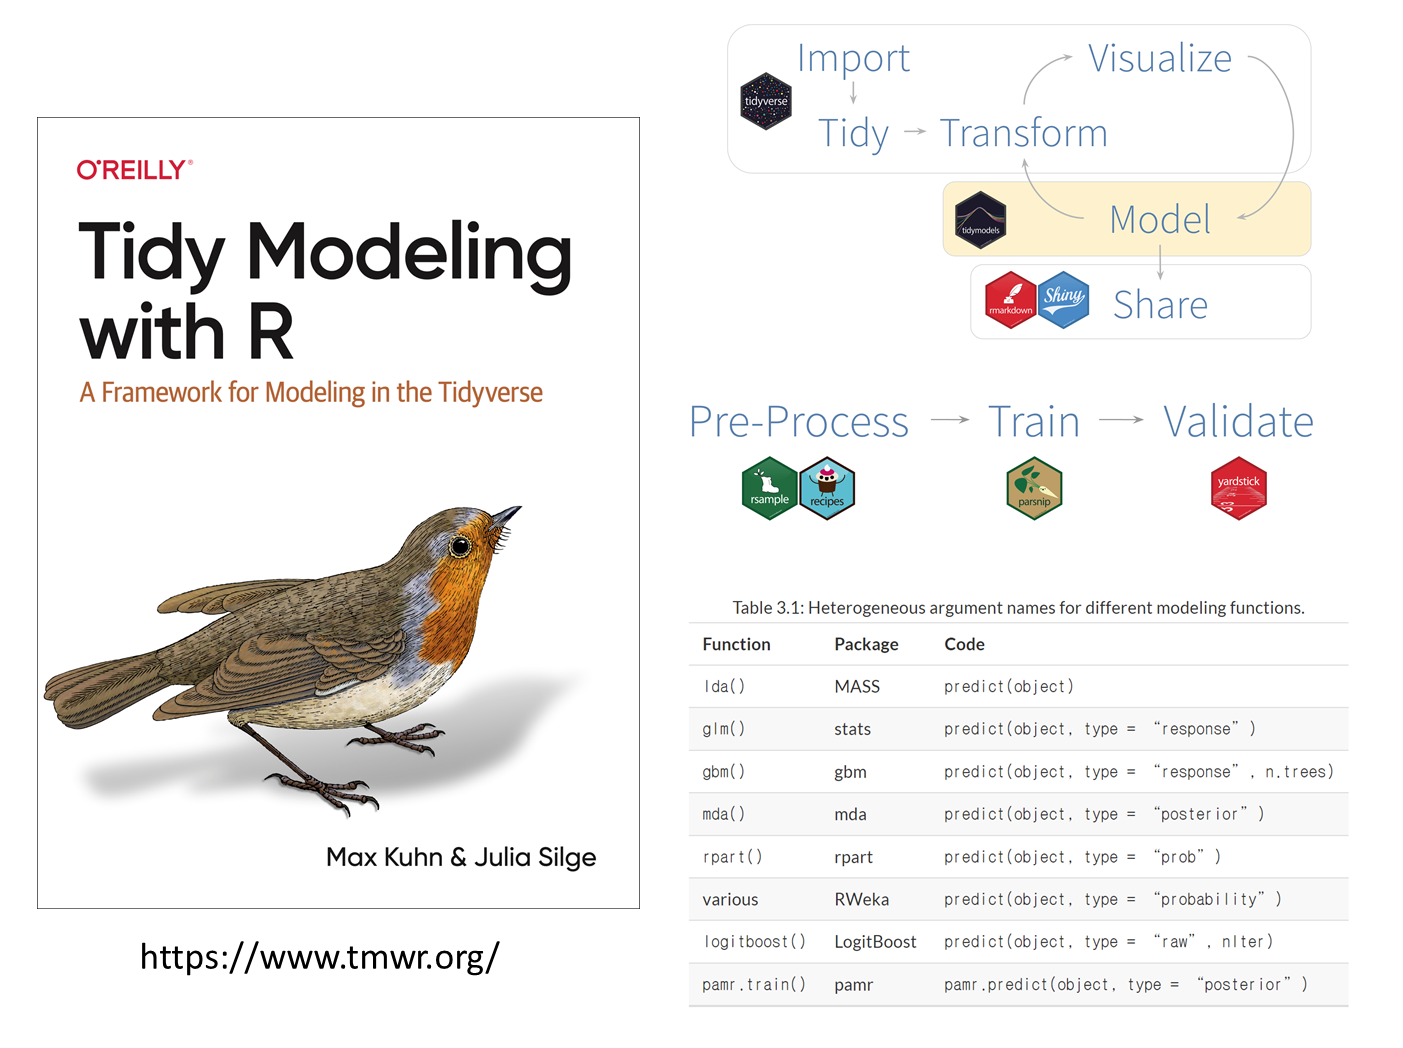 O'REILLY®
Tidy Modeling
with R
A Framework for Modeling in the Tidyverse
Max Kuhn & Julia Silge
https://www.tmwr.org/
Import
Visualize
tidyverse
Tidy
Transform
tidymodels
Model
rmarkdown
Shiny
Share
Pre-Process
Train
Validate
rsample
recipes
parsnip
yardstick
Table 3.1: Heterogeneous argument names for different modeling functions.
Function Package Code
lda() MASS predict(object)
glm() stats predict(object, type = “response” )
gbm() gbm predict(object, type = “response” , n.trees)
mda() mda predict(object, type = “posterior” )
rpart() rpart predict(object, type = “prob” )
various RWeka predict(object, type = “probability” )
logitboost() LogitBoost predict(object, type = “raw” , nIter)
pamr.train() pamr pamr.predict(object, type = “posterior” )